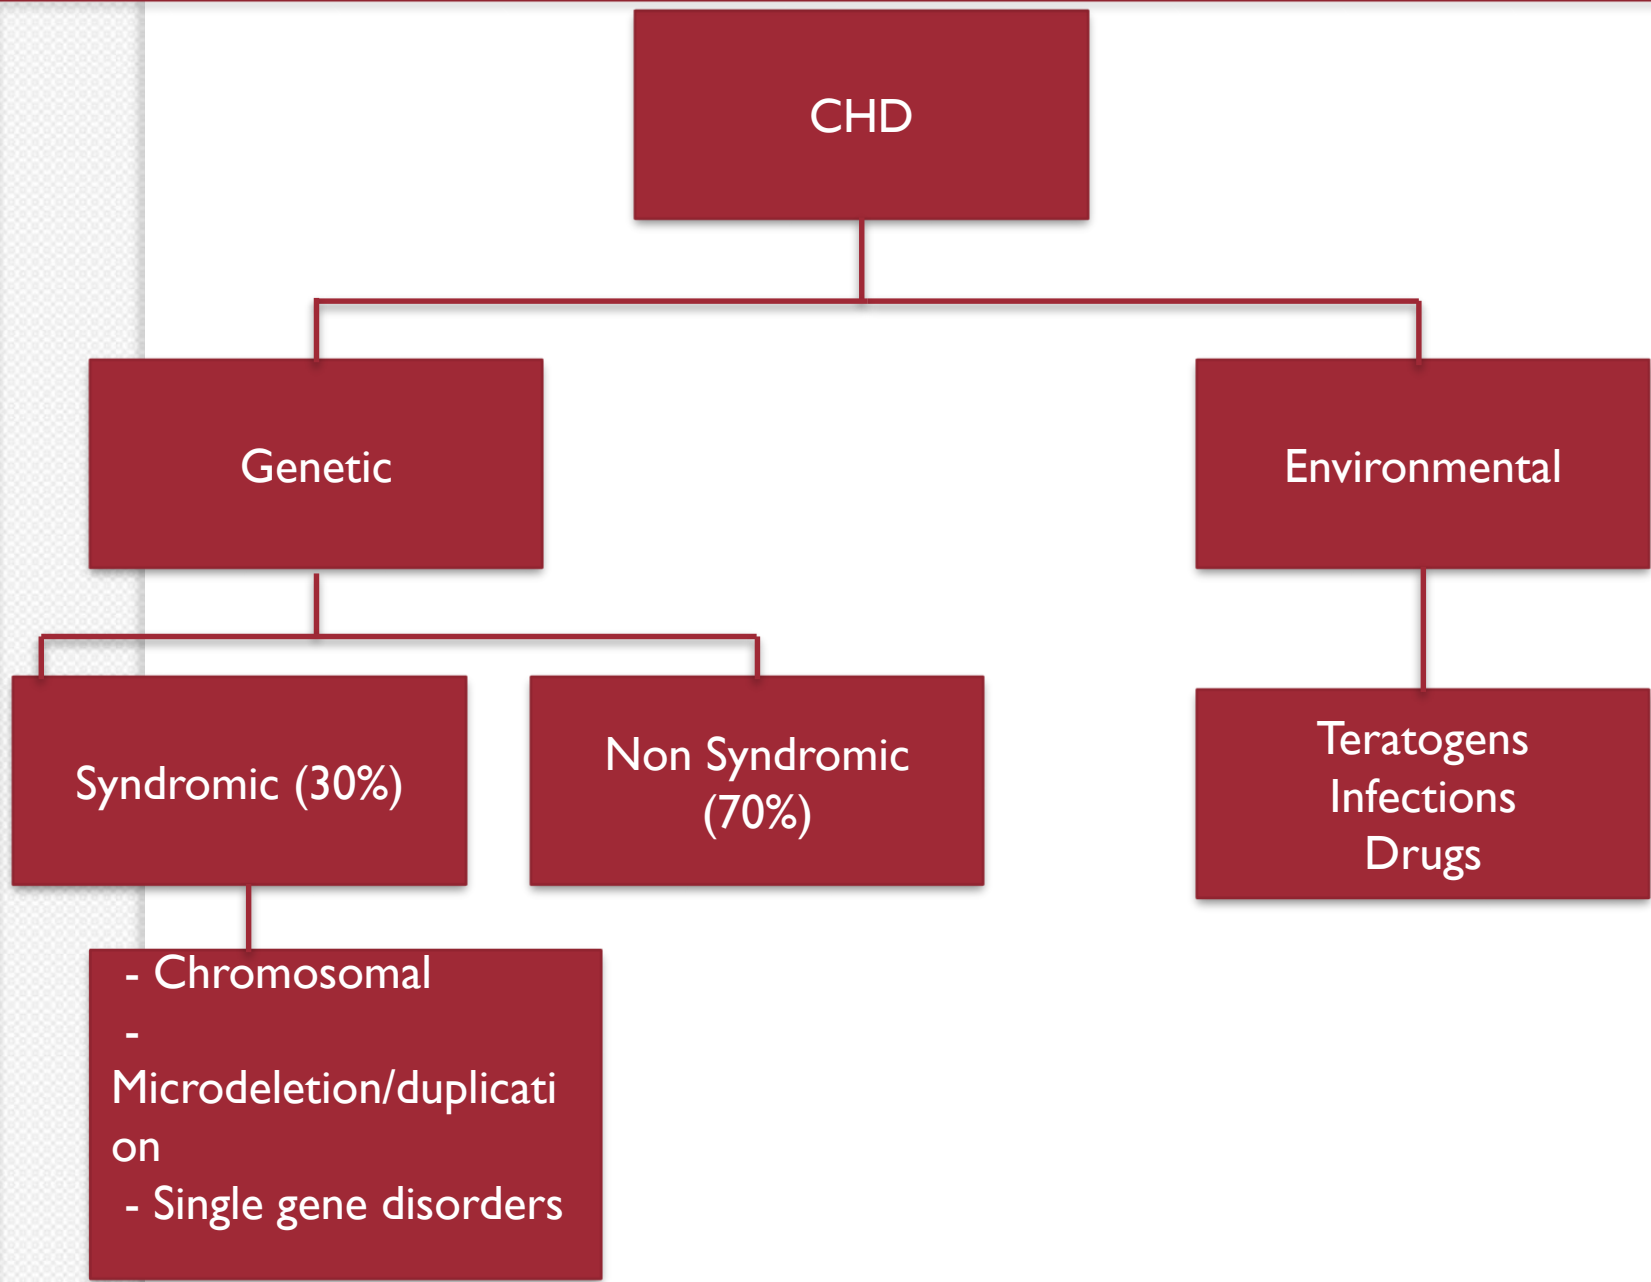 CHD
Genetic
Environmental
Syndromic (30%)
Non Syndromic
(70%)
Teratogens
Infections
Drugs
- Chromosomal
-
Microdeletion/duplicati
on
- Single gene disorders